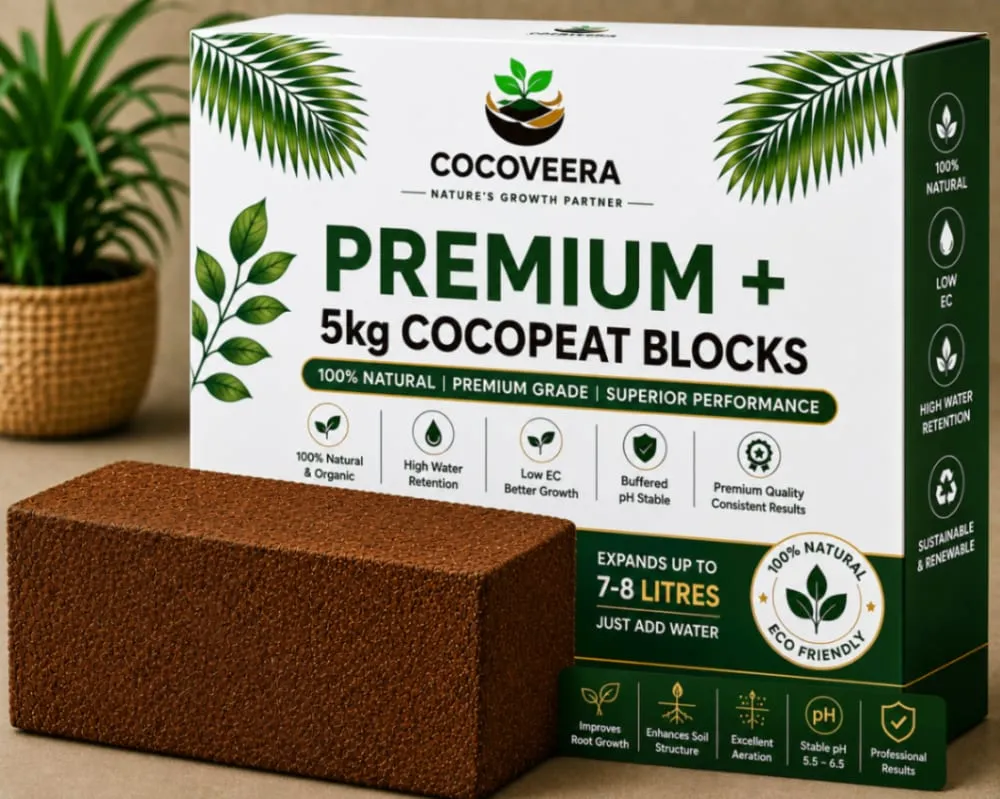 COCOVEERA
NATURE'S GROWTH PARTNER
PREMIUM +
5kg COCOPEAT BLOCKS
100% NATURAL | PREMIUM GRADE | SUPERIOR PERFORMANCE
100% Natural
& Organic
High Water
Retention
Low EC
Better Growth
Buffered
pH Stable
Premium Quality
Consistent Results
EXPANDS UP TO
7-8 LITRES
JUST ADD WATER
100% NATURAL
ECO FRIENDLY
Improves
Root Growth
Enhances Soil
Structure
Excellent
Aeration
pH
Stable pH
5.5 – 6.5
Professional
Results
100%
NATURAL
LOW
EC
HIGH WATER
RETENTION
SUSTAINABLE
& RENEWABLE